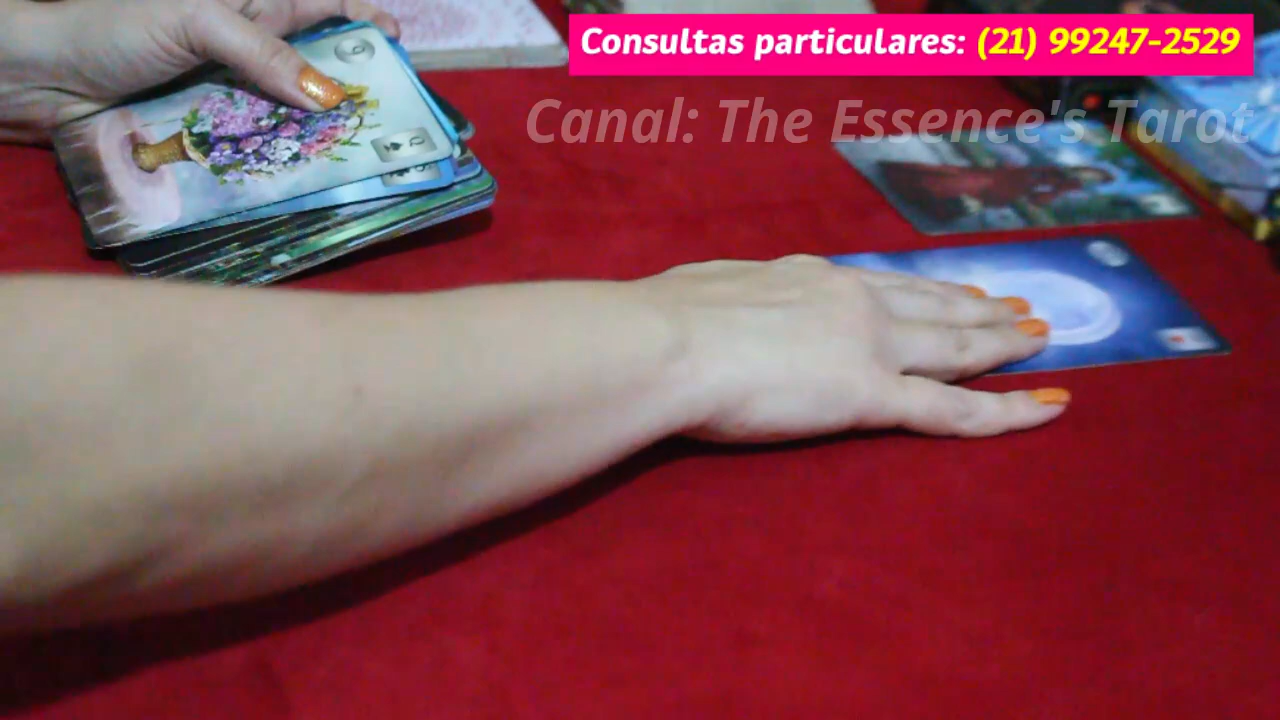 Consultas particulares: (21) 99247-2529
Canal: The Essence's Tarot